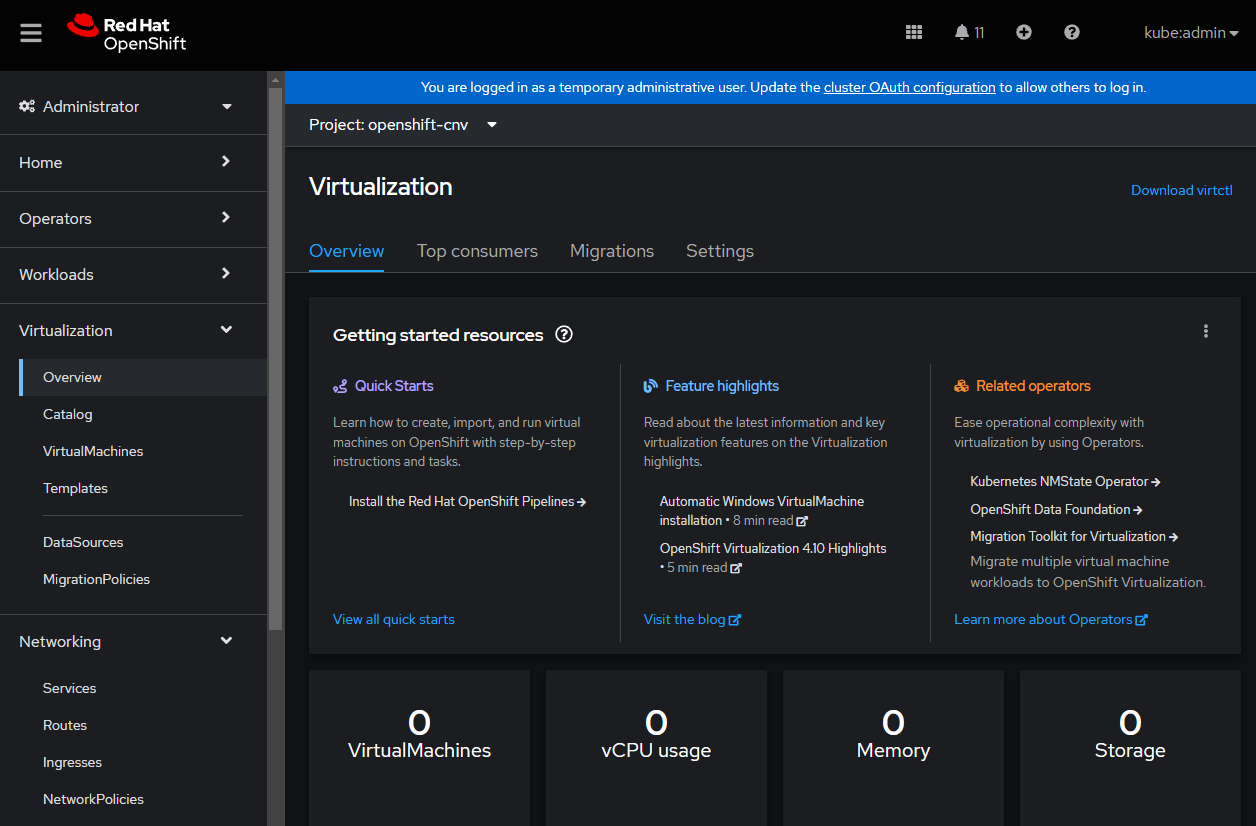 Red Hat
OpenShift
11
kube:admin
Administrator
Home
Operators
Workloads
Virtualization
Overview
Catalog
VirtualMachines
Templates
DataSources
MigrationPolicies
Networking
Services
Routes
Ingresses
NetworkPolicies
You are logged in as a temporary administrative user. Update the cluster OAuth configuration to allow others to log in.
Project: openshift-cnv
Virtualization
Download virtctl
Overview
Top consumers
Migrations
Settings
Getting started resources
Quick Starts
Learn how to create, import, and run virtual
machines on OpenShift with step-by-step
instructions and tasks.
Install the Red Hat OpenShift Pipelines
View all quick starts
Feature highlights
Read about the latest information and key
virtualization features on the Virtualization
highlights.
Automatic Windows VirtualMachine
installation • 8 min read
OpenShift Virtualization 4.10 Highlights
• 5 min read
Visit the blog
Related operators
Ease operational complexity with
virtualization by using Operators.
Kubernetes NMState Operator
OpenShift Data Foundation
Migration Toolkit for Virtualization
Migrate multiple virtual machine
workloads to OpenShift Virtualization.
Learn more about Operators
0
VirtualMachines
0
vCPU usage
0
Memory
0
Storage